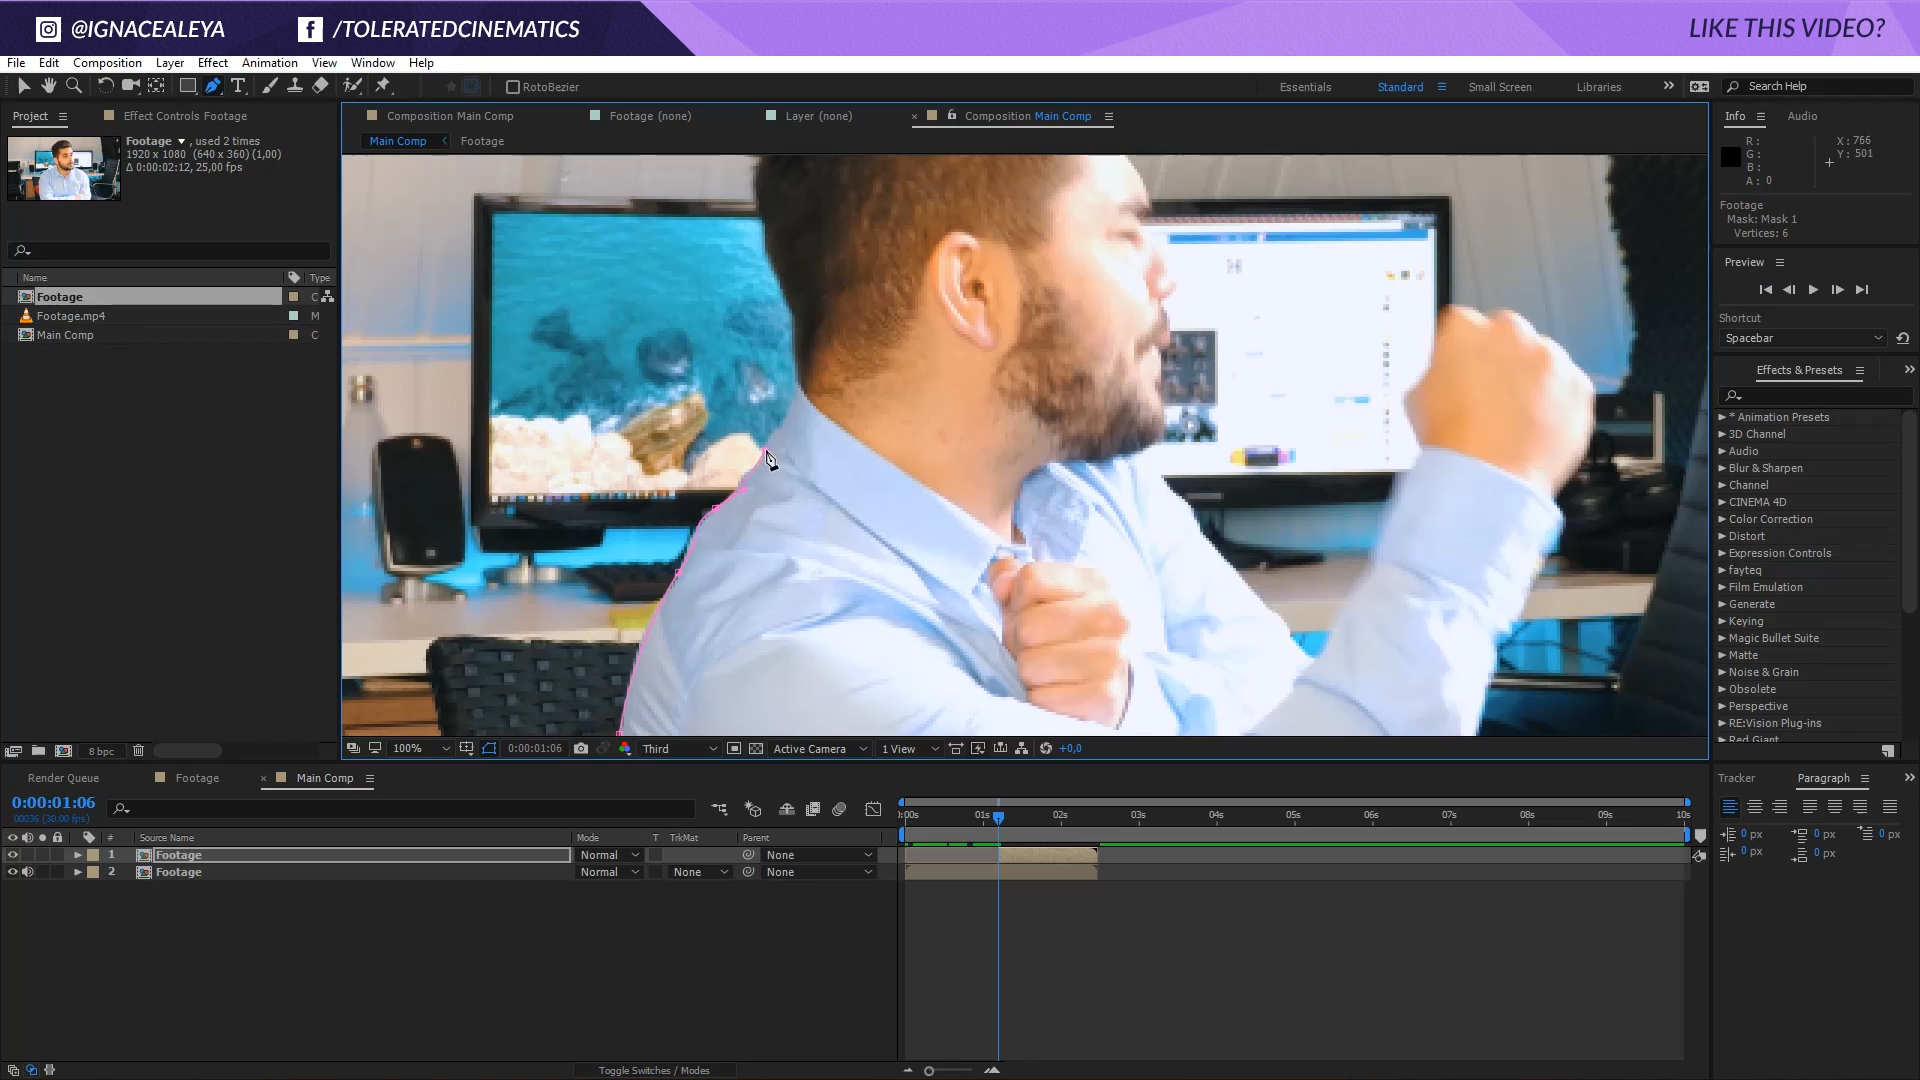 @IGNACEALEYA
/TOLERATEDCINEMATICS
LIKE THIS VIDEO?
File Edit Composition Layer Effect Animation View Window Help
RotoBezier
Essentials Standard Small Screen Libraries Search Help
Project Effect Controls Footage
Composition Main Comp Footage (none) Layer (none) Composition Main Comp
Info Audio
Footage ▼ , used 2 times
1920 x 1080 (640 x 360) (1,00)
Δ 0:00:02:12, 25,00 fps
Main Comp Footage
R: X: 766
G: Y: 501
B:
A: 0
Footage
Mask: Mask 1
Vertices: 6
Preview
Shortcut
Spacebar
Effects & Presets
* Animation Presets
3D Channel
Audio
Blur & Sharpen
Channel
CINEMA 4D
Color Correction
Distort
Expression Controls
fayteq
Film Emulation
Generate
Keying
Magic Bullet Suite
Matte
Noise & Grain
Obsolete
Perspective
RE:Vision Plug-ins
Red Giant
Name Type
Footage C
Footage.mp4 M
Main Comp C
8 bpc
100% 0:00:01:06 Third Active Camera 1 View +0,0
Render Queue Footage Main Comp
Tracker Paragraph
0:00:01:06
00036 (30.00 fps)
:00s 01s 02s 03s 04s 05s 06s 07s 08s 09s 10s
# Source Name Mode T TrkMat Parent
1 Footage Normal None
2 Footage Normal None None
0 px 0 px 0 px
0 px 0 px
Toggle Switches / Modes